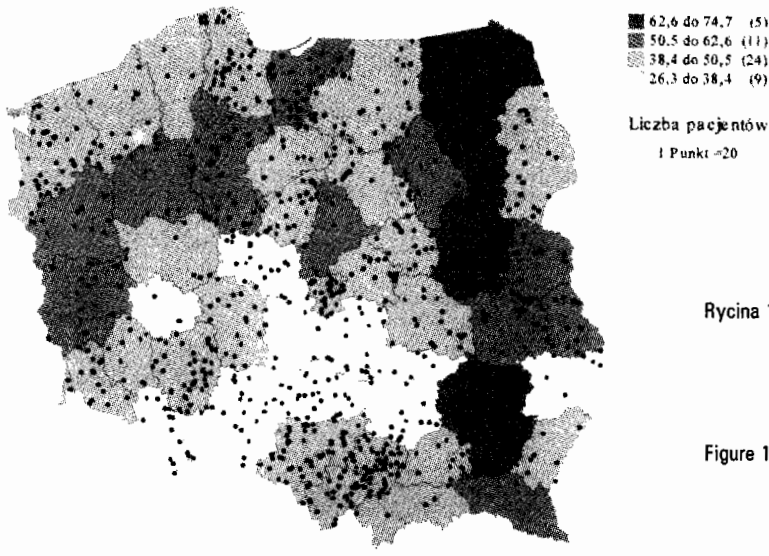 62,6 do 74,7 (5)
50,5 do 62,6 (11)
38,4 do 50,5 (24)
26,3 do 38,4 (9)
Liczba pacjentów
1 Punkt =20
Rycina 1
Figure 1